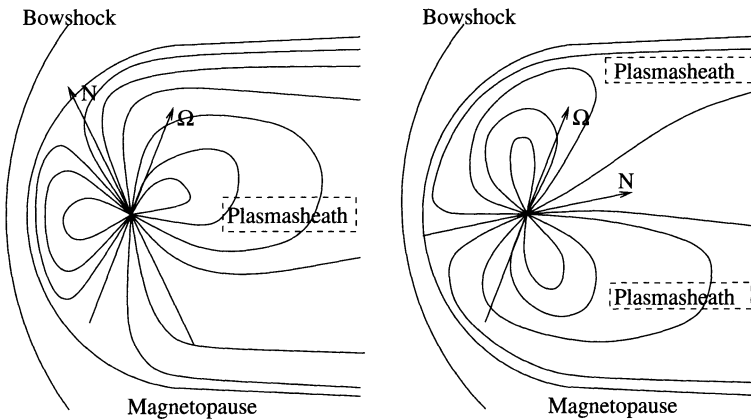 Bowshock
N
Ω
Plasmasheath
Magnetopause
Bowshock
Plasmasheath
Ω
N
Plasmasheath
Magnetopause